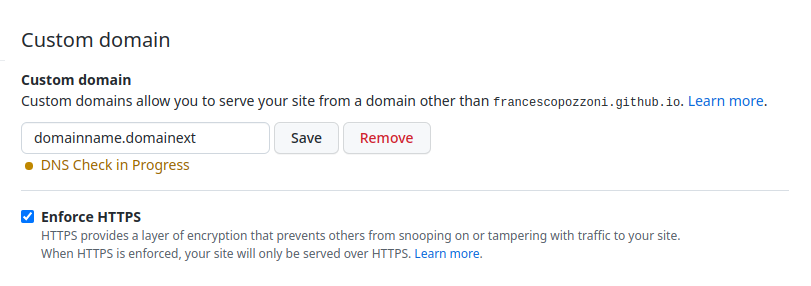 Custom domain
Custom domain
Custom domains allow you to serve your site from a domain other than francescopozzoni.github.io. Learn more.
domainname.domainext Save Remove
DNS Check in Progress
Enforce HTTPS
HTTPS provides a layer of encryption that prevents others from snooping on or tampering with traffic to your site.
When HTTPS is enforced, your site will only be served over HTTPS. Learn more.